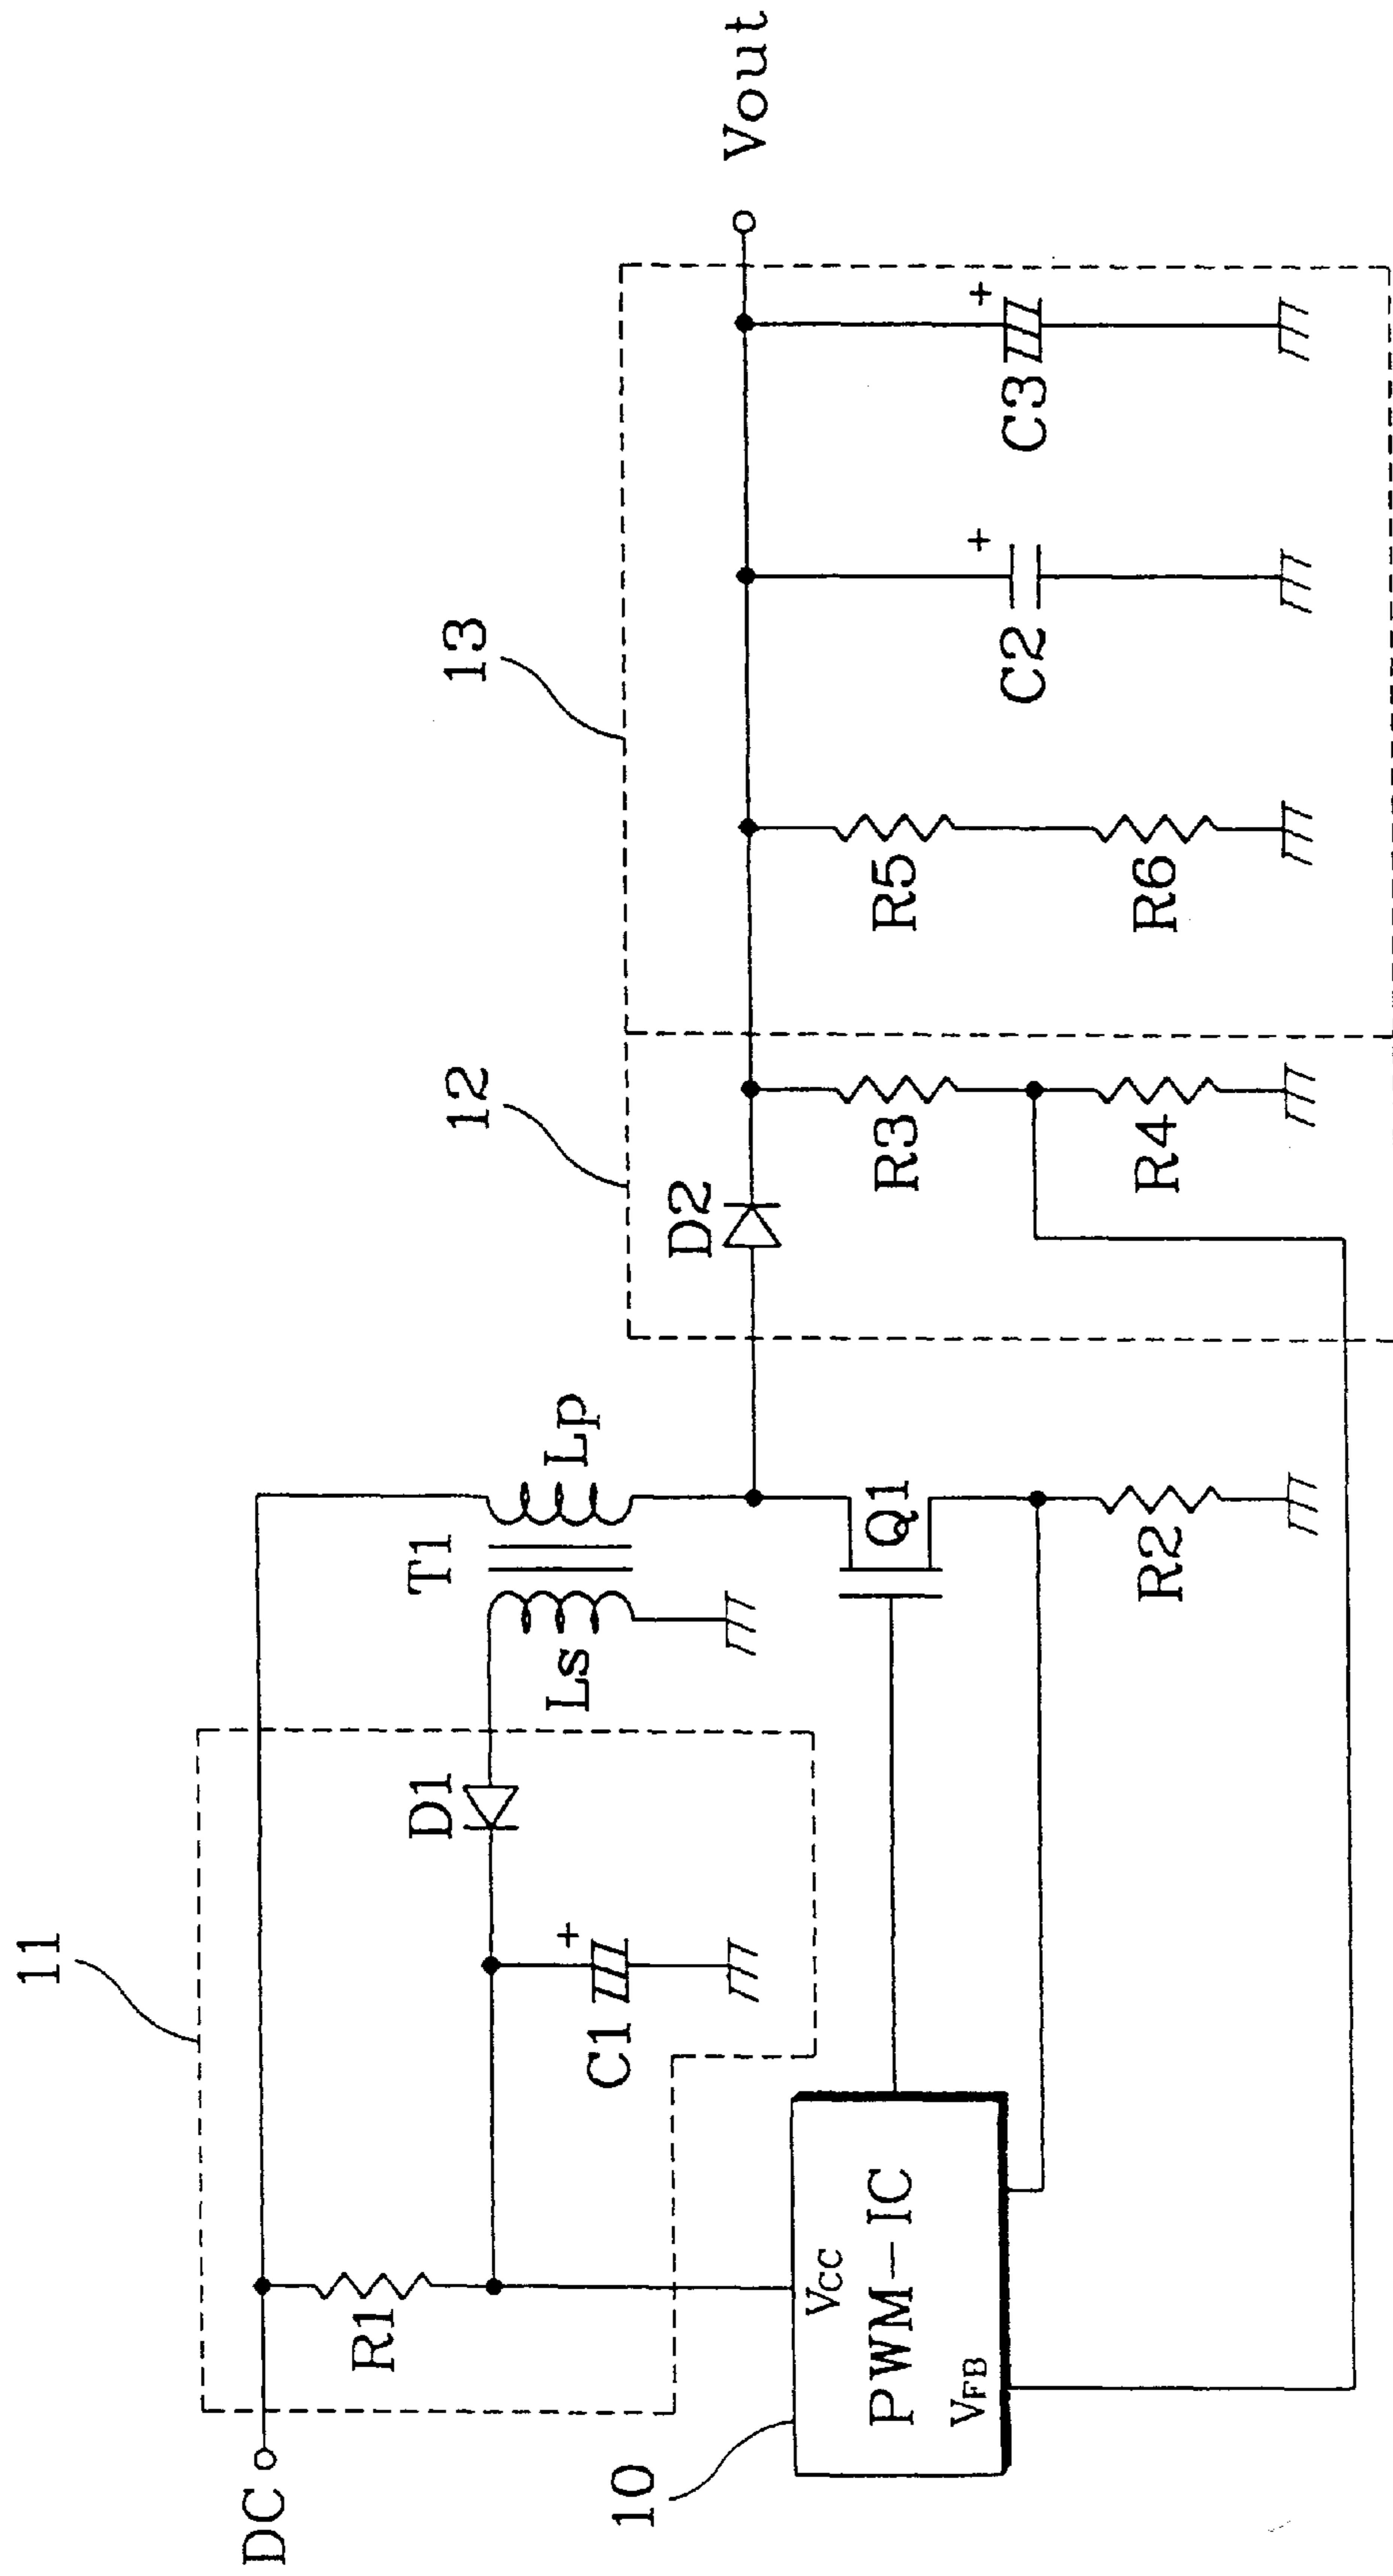 DC
11
R1
D1
C1
10
VCC
PWM-IC
VFB
T1
Ls
Lp
Q1
R2
12
D2
R3
R4
13
R5
R6
C2
+
C3
+
+
Vout